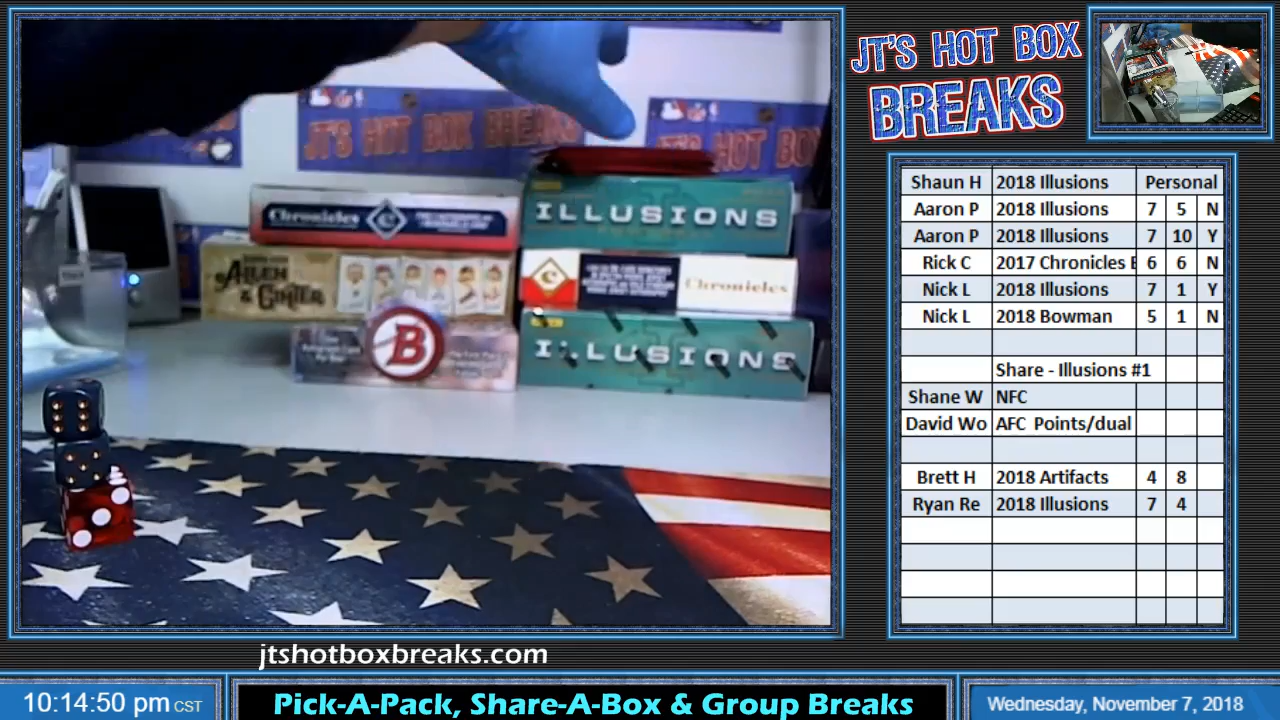 JT'S HOT BOX BREAKS
JT'S HOT BOX
Chronicles
ILLUSIONS
ALLEN & GINTER
Chronicles
B
ILLUSIONS
JT'S HOT BOX
BREAKS
Shaun H 2018 Illusions Personal
Aaron P 2018 Illusions 7 5 N
Aaron P 2018 Illusions 7 10 Y
Rick C 2017 Chronicles 6 6 N
Nick L 2018 Illusions 7 1 Y
Nick L 2018 Bowman 5 1 N
Share - Illusions #1
Shane W NFC
David Wo AFC Points/dual
Brett H 2018 Artifacts 4 8
Ryan Re 2018 Illusions 7 4
jtshotboxbreaks.com
10:14:50 pm CST
Pick-A-Pack, Share-A-Box & Group Breaks
Wednesday, November 7, 2018